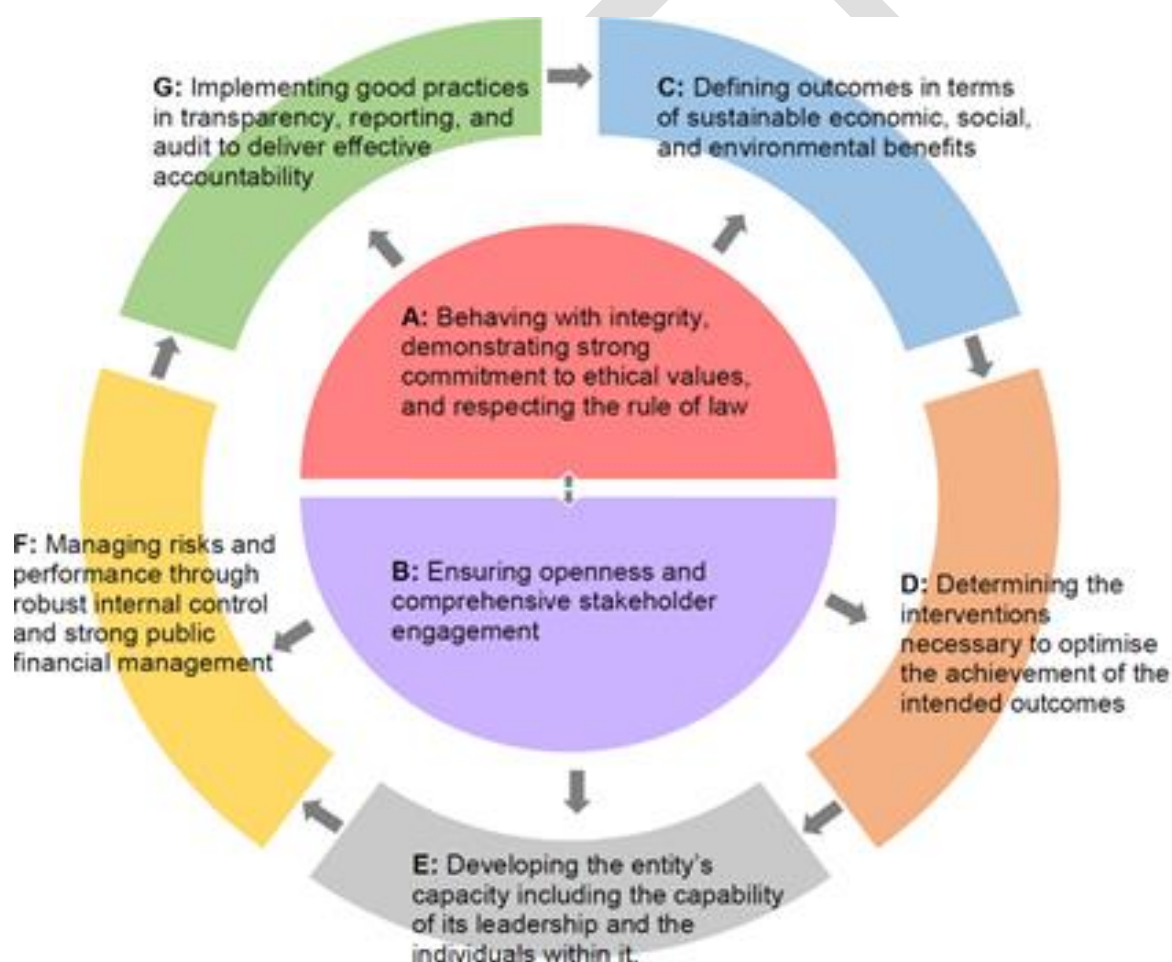 G: Implementing good practices
in transparency, reporting, and
audit to deliver effective
accountability
C: Defining outcomes in terms
of sustainable economic, social,
and environmental benefits
A: Behaving with integrity,
demonstrating strong
commitment to ethical values,
and respecting the rule of law
F: Managing risks and
performance through
robust internal control
and strong public
financial management
B: Ensuring openness and
comprehensive stakeholder
engagement
D: Determining the
interventions
necessary to optimise
the achievement of the
intended outcomes
E: Developing the entity's
capacity including the capability
of its leadership and the
individuals within it.